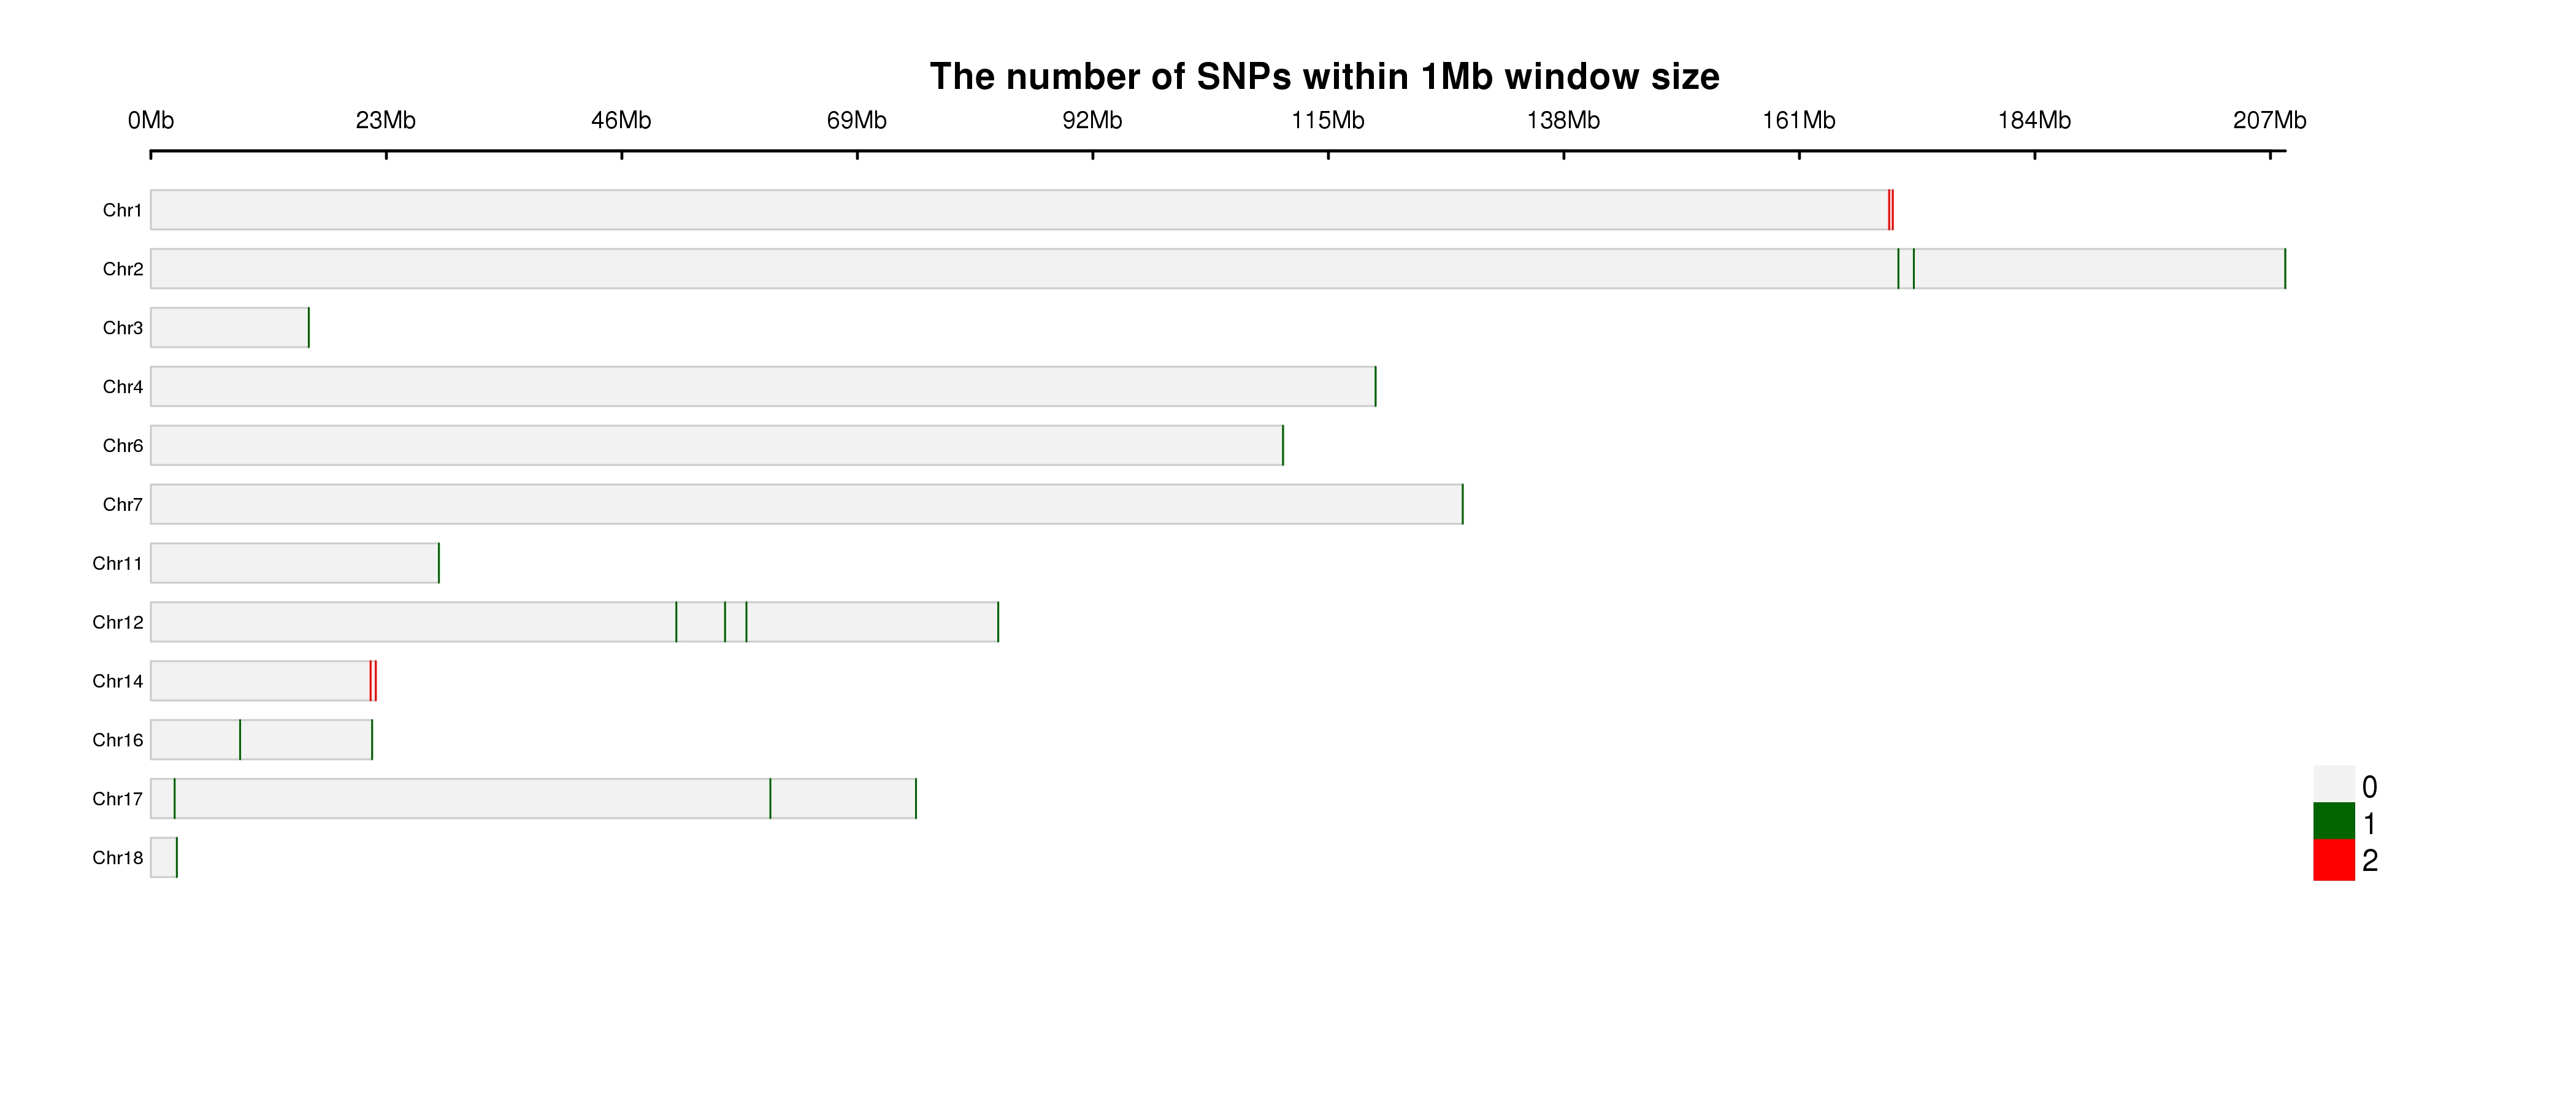 The number of SNPs within 1Mb window size
0Mb 23Mb 46Mb 69Mb 92Mb 115Mb 138Mb 161Mb 184Mb 207Mb
Chr1
Chr2
Chr3
Chr4
Chr6
Chr7
Chr11
Chr12
Chr14
Chr16
Chr17
Chr18
0
1
2